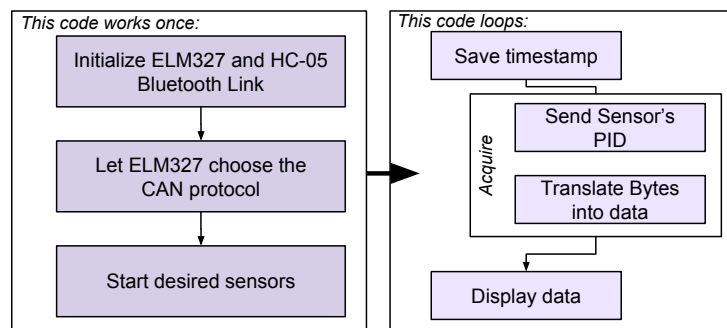 This code works once:
Initialize ELM327 and HC-05
Bluetooth Link
Let ELM327 choose the
CAN protocol
Start desired sensors
This code loops:
Save timestamp
Acquire
Send Sensor's
PID
Translate Bytes
into data
Display data